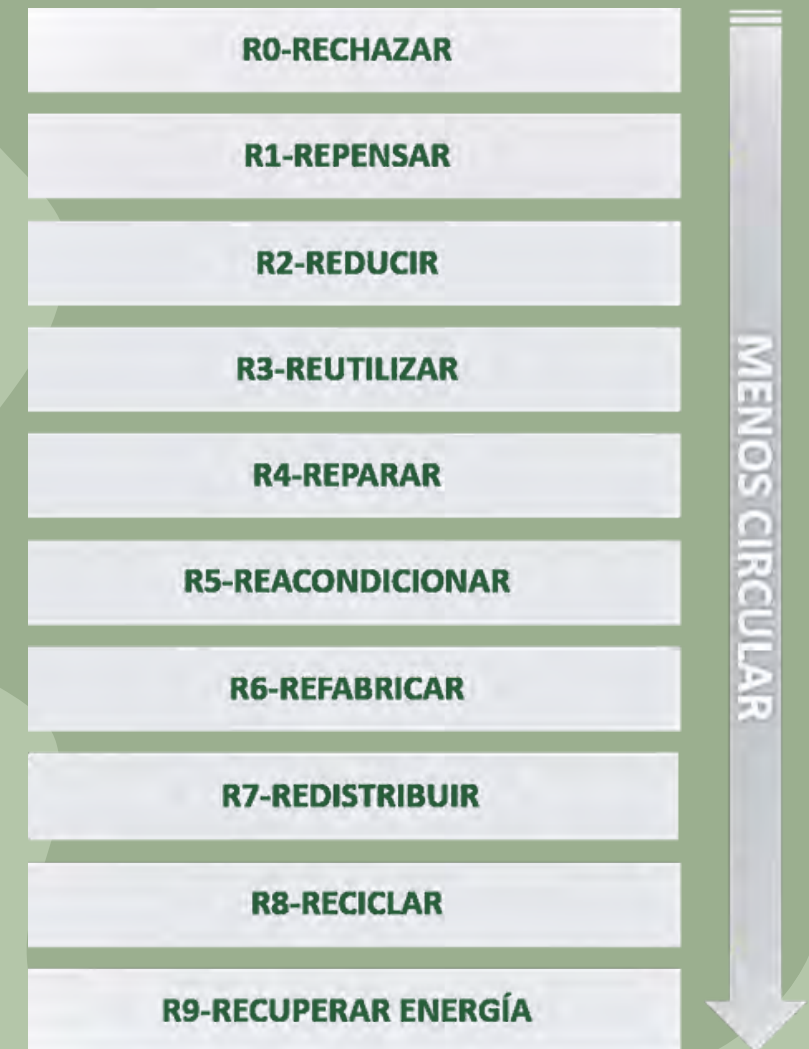 R0-RECHAZAR
R1-REPENSAR
R2-REDUCIR
R3-REUTILIZAR
R4-REPARAR
R5-REACONDICIONAR
R6-REFABRICAR
R7-REDISTRIBUIR
R8-RECICLAR
R9-RECUPERAR ENERGÍA
MENOS CIRCULAR